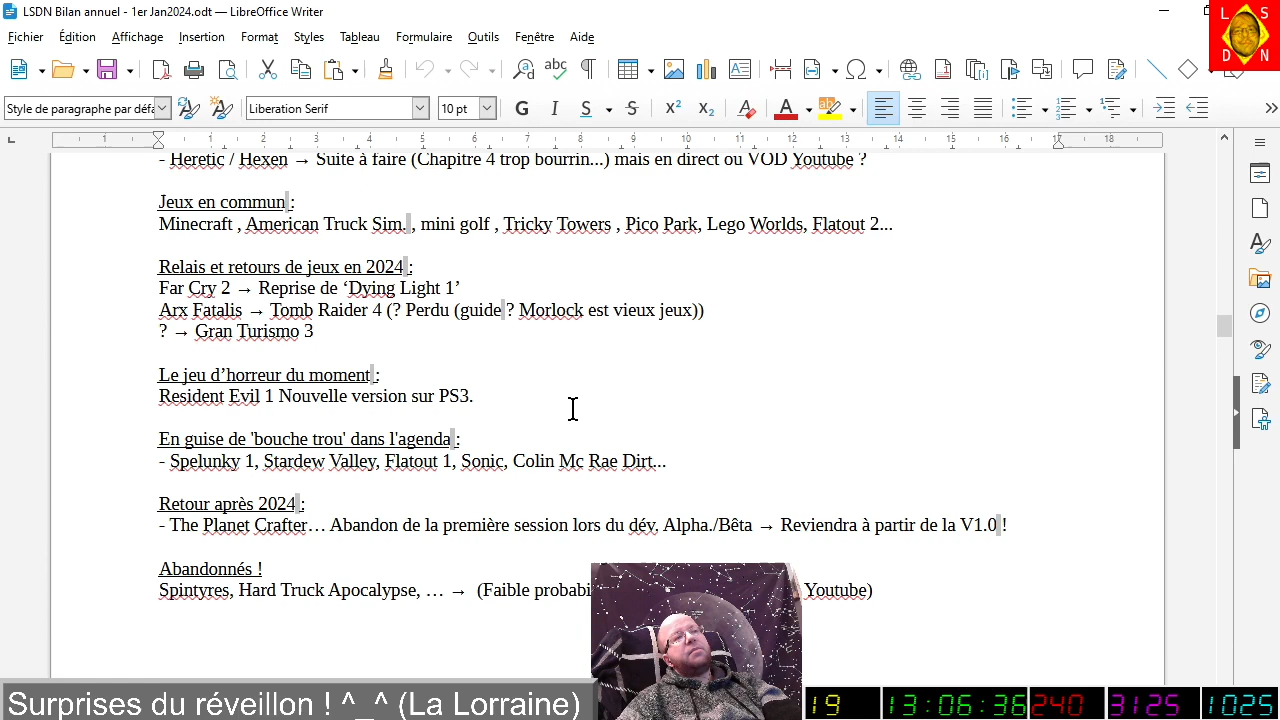 LSDN Bilan annuel - 1er Jan2024.odt — LibreOffice Writer
L S
D N
Fichier Édition Affichage Insertion Format Styles Tableau Formulaire Outils Fenêtre Aide
Style de paragraphe par défa
Liberation Serif
10 pt
- Heretic / Hexen → Suite à faire (Chapitre 4 trop bourrin...) mais en direct ou VOD Youtube ?
Jeux en commun :
Minecraft , American Truck Sim. , mini golf , Tricky Towers , Pico Park, Lego Worlds, Flatout 2...
Relais et retours de jeux en 2024 :
Far Cry 2 → Reprise de ‘Dying Light 1’
Arx Fatalis → Tomb Raider 4 (? Perdu (guide ? Morlock est vieux jeux))
? → Gran Turismo 3
Le jeu d’horreur du moment :
Resident Evil 1 Nouvelle version sur PS3.
En guise de 'bouche trou' dans l'agenda :
- Spelunky 1, Stardew Valley, Flatout 1, Sonic, Colin Mc Rae Dirt...
Retour après 2024 :
- The Planet Crafter… Abandon de la première session lors du dév, Alpha./Bêta → Reviendra à partir de la V1.0 !
Abandonnés !
Spintyres, Hard Truck Apocalypse, … → (Faible probabi Youtube)
Surprises du réveillon ! ^_^ (La Lorraine)
19 13:06:36 240 3125 1025